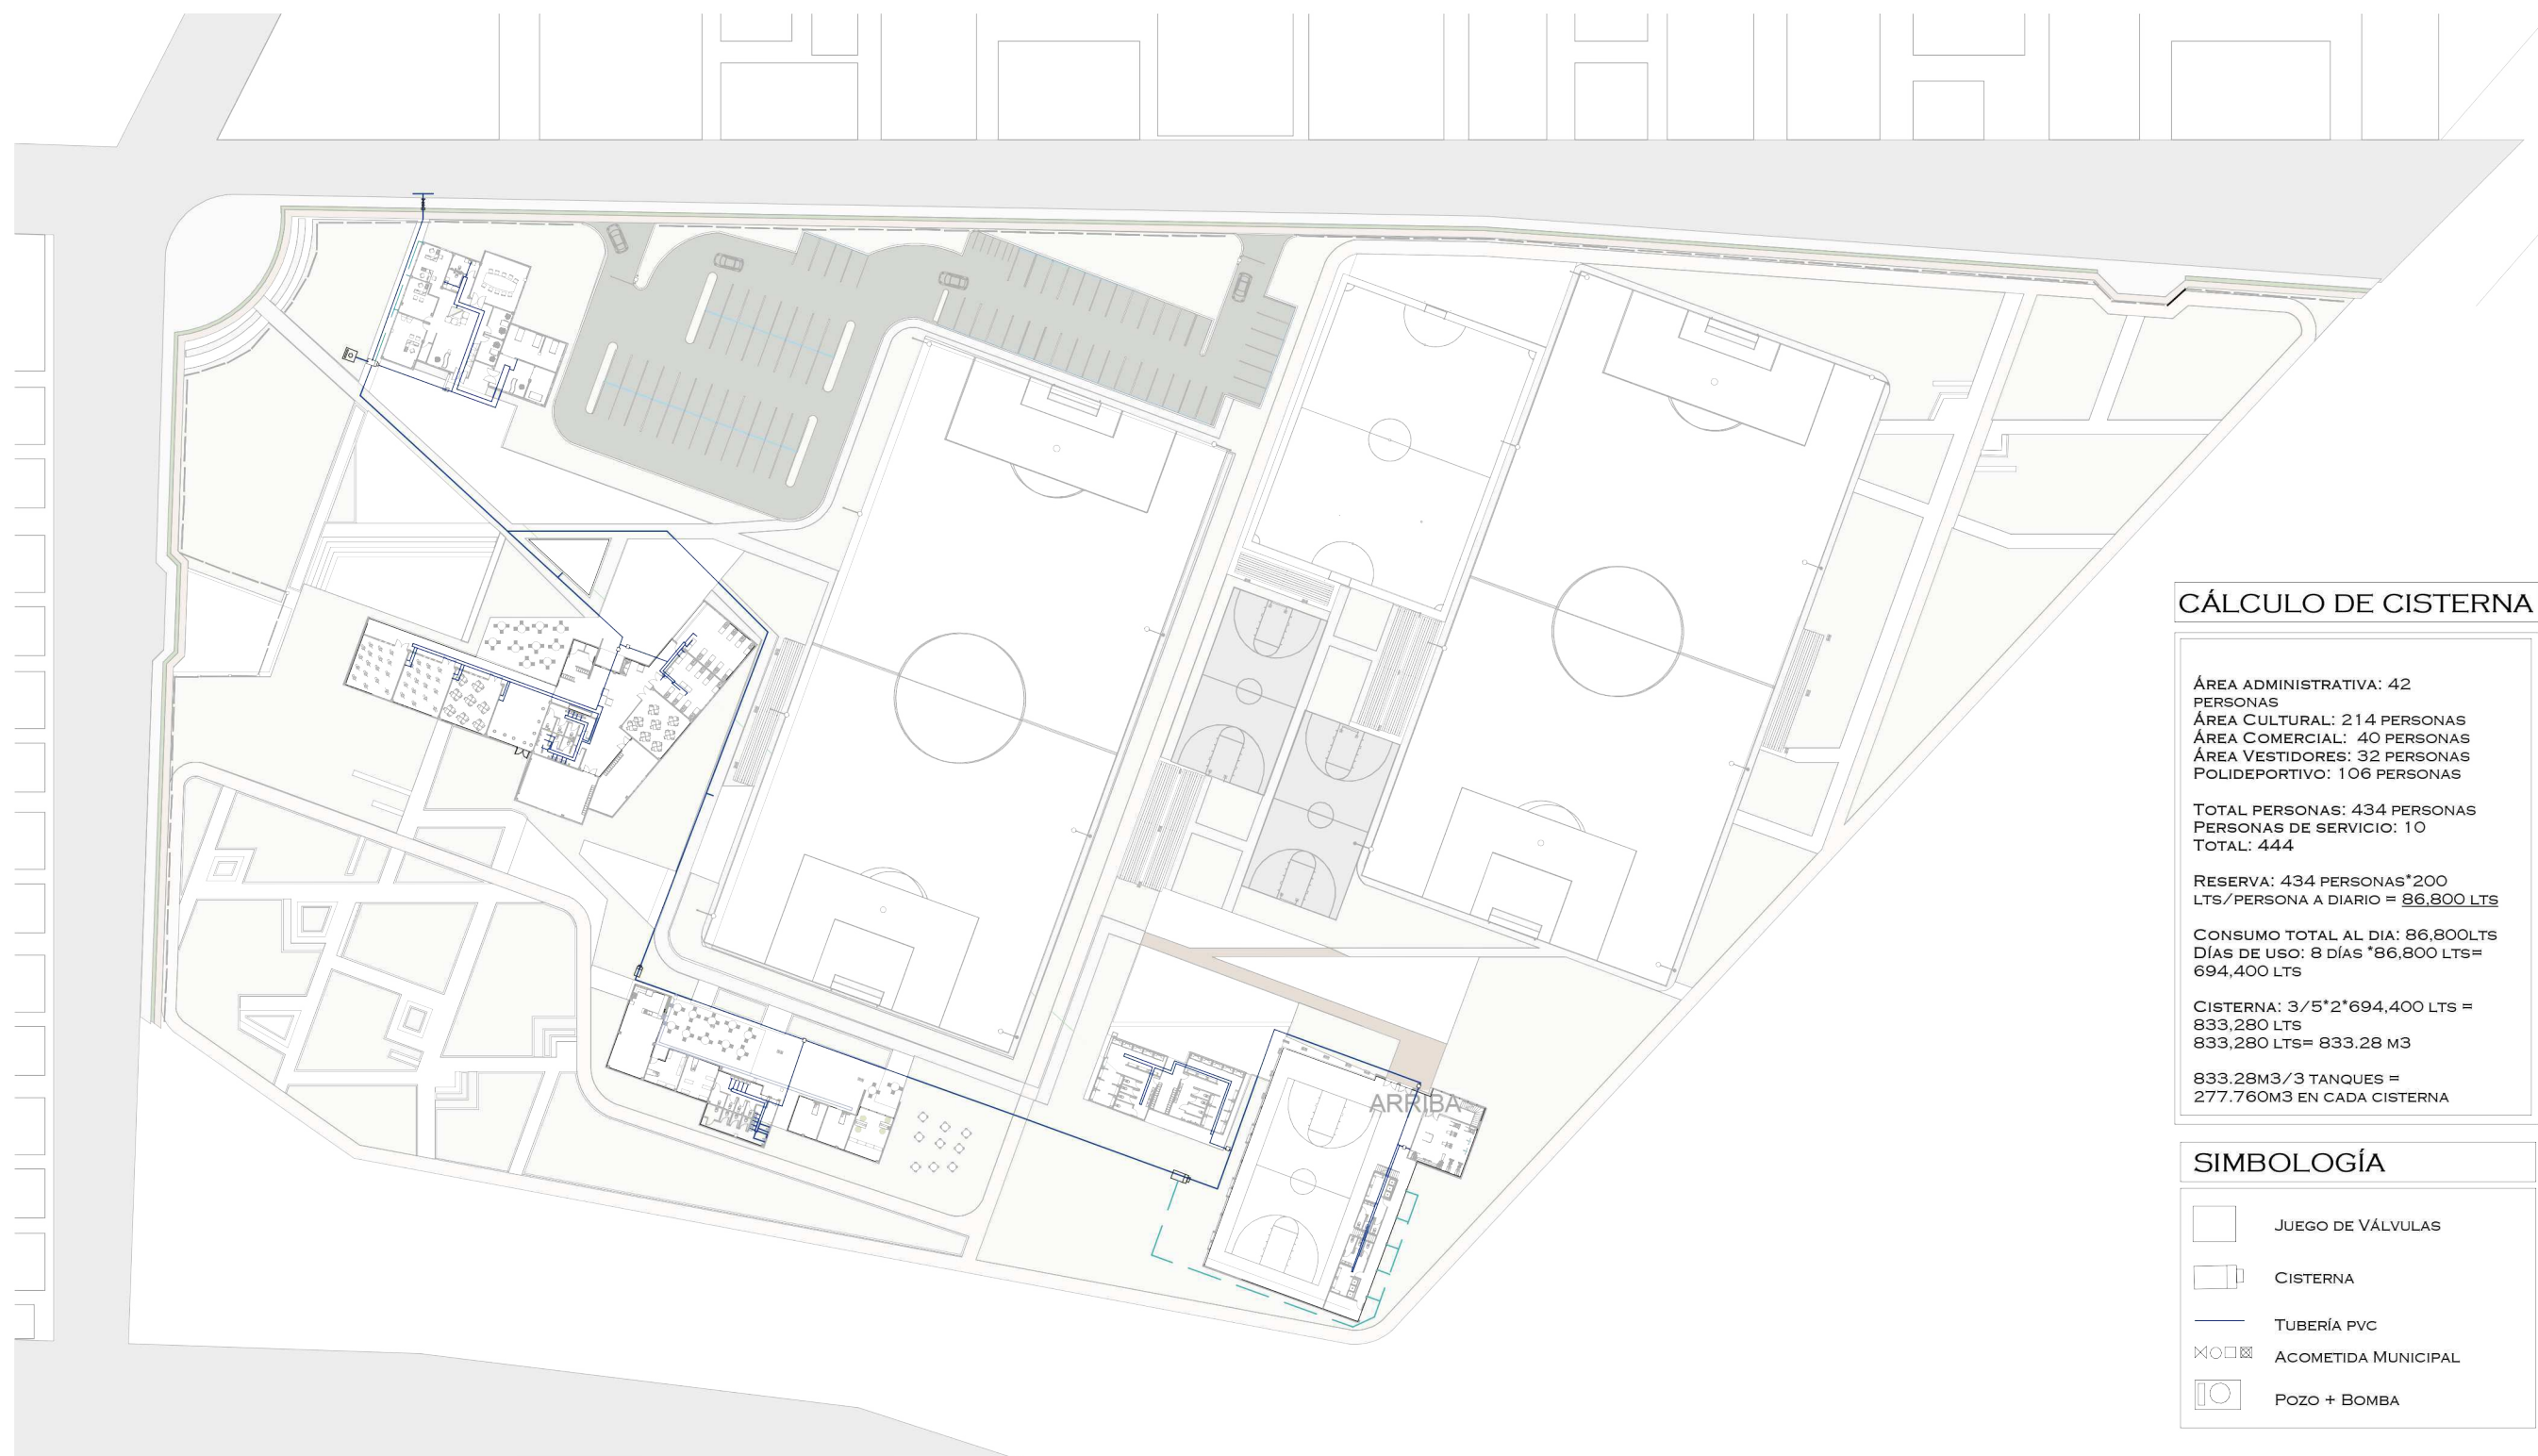 ARRIBA
CÁLCULO DE CISTERNA
ÁREA ADMINISTRATIVA: 42
PERSONAS
ÁREA CULTURAL: 214 PERSONAS
ÁREA COMERCIAL: 40 PERSONAS
ÁREA VESTIDORES: 32 PERSONAS
POLIDEPORTIVO: 106 PERSONAS
TOTAL PERSONAS: 434 PERSONAS
PERSONAS DE SERVICIO: 10
TOTAL: 444
RESERVA: 434 PERSONAS*200
LTS/PERSONA A DIARIO = 86,800 LTS
CONSUMO TOTAL AL DIA: 86,800LTS
DÍAS DE USO: 8 DÍAS *86,800 LTS=
694,400 LTS
CISTERNA: 3/5*2*694,400 LTS =
833,280 LTS
833,280 LTS= 833.28 M3
833.28M3/3 TANQUES =
277.760M3 EN CADA CISTERNA
SIMBOLOGÍA
JUEGO DE VÁLVULAS
CISTERNA
TUBERÍA PVC
ACOMETIDA MUNICIPAL
POZO + BOMBA